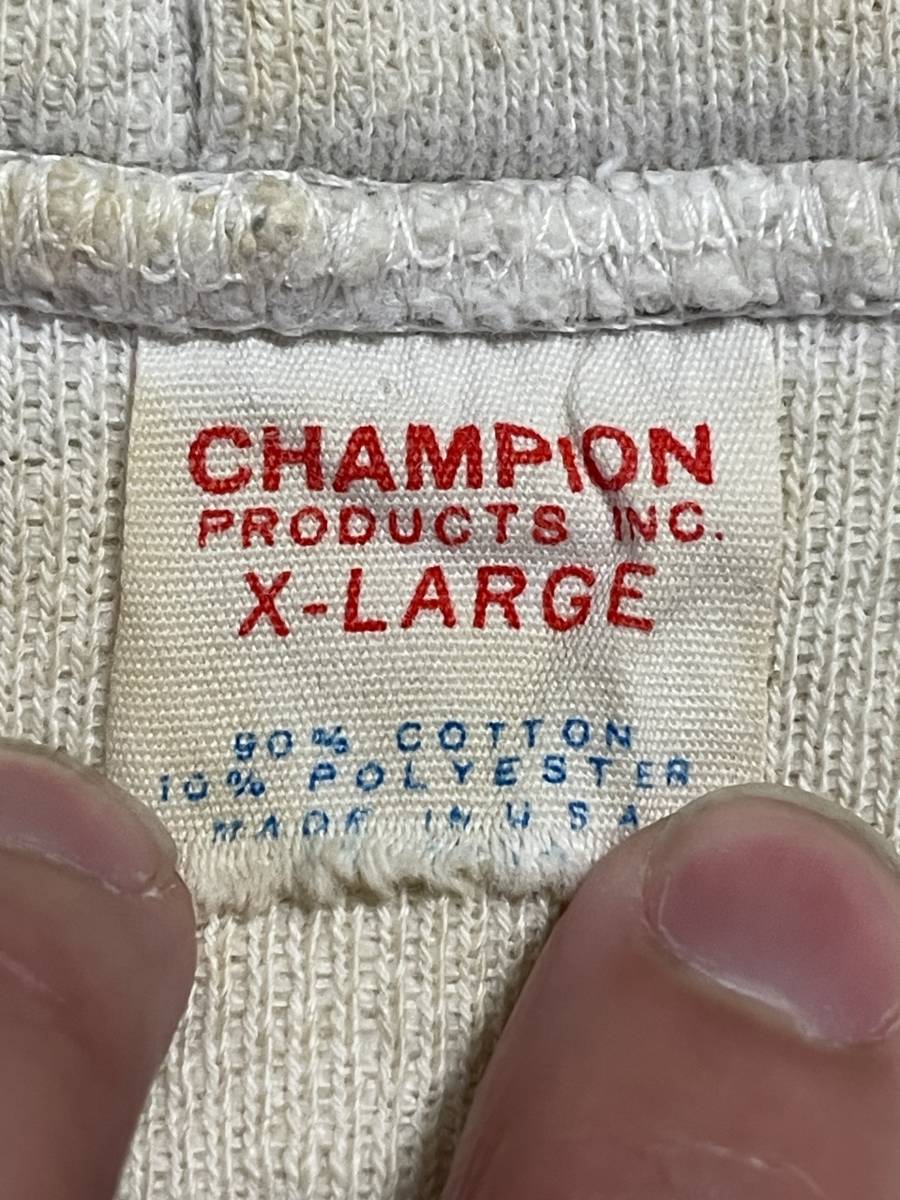 CHAMPION
PRODUCTS INC.
X-LARGE
90% COTTON
10% POLYESTER
MADE IN U S A